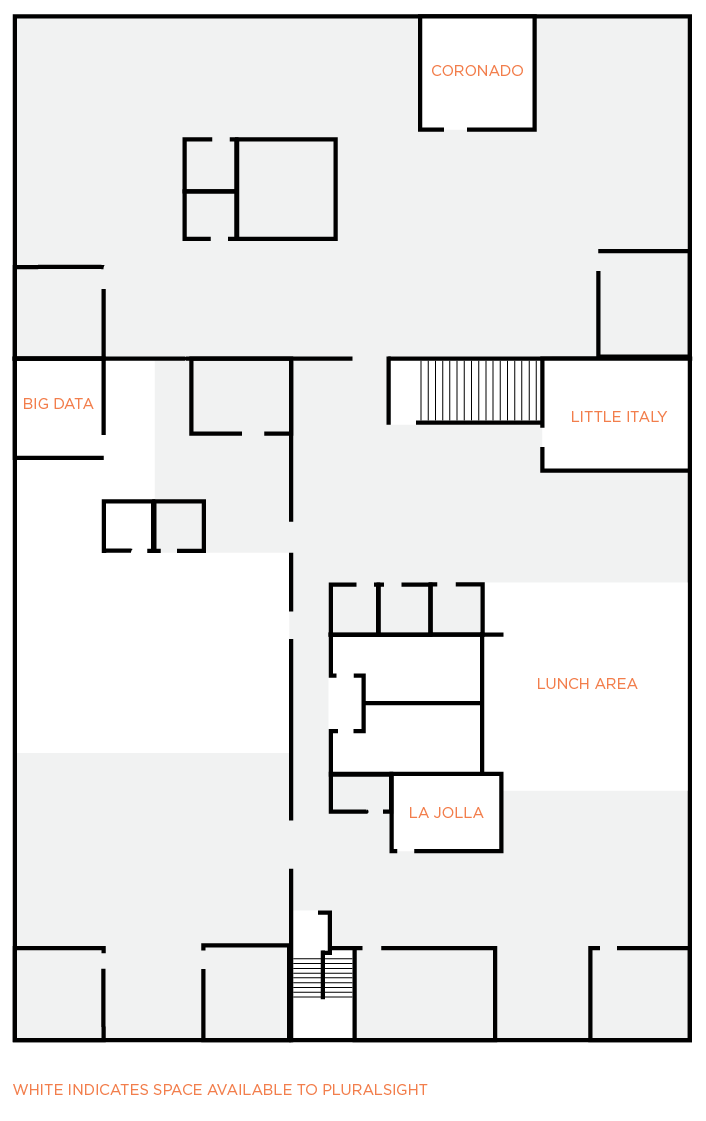 CORONADO
BIG DATA
LITTLE ITALY
LUNCH AREA
LA JOLLA
WHITE INDICATES SPACE AVAILABLE TO PLURALSIGHT